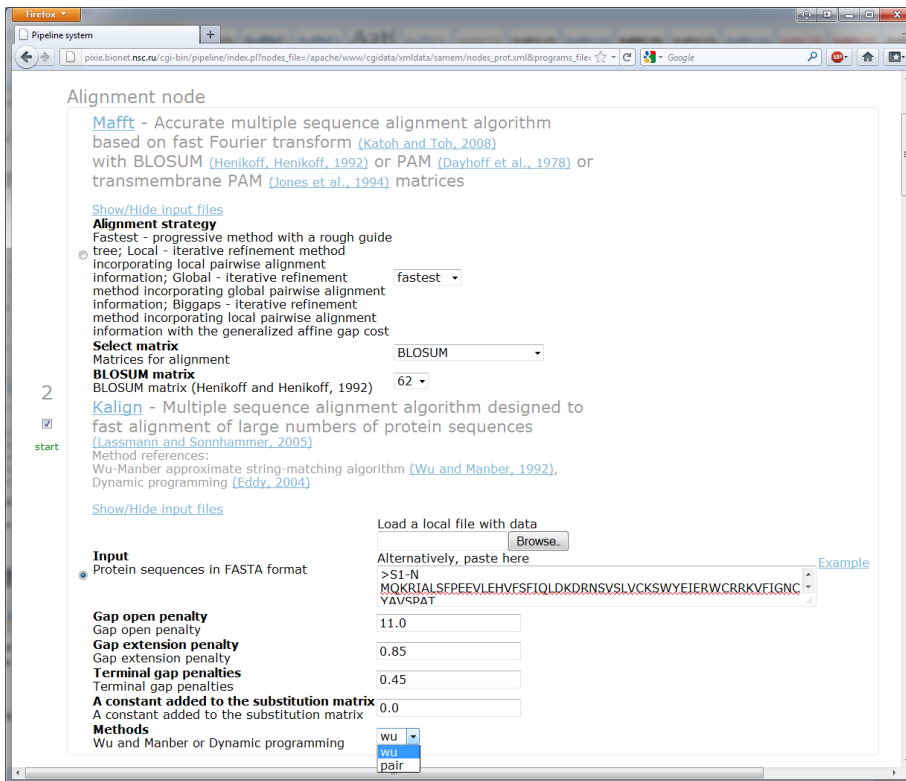 Firefox
Pipeline system
pixie.bionet.nsc.ru/cgi-bin/pipeline/index.pl?nodes_file=/apache/www/cgidata/xmldata/samem/nodes_prot.xml&programs_file=
Google
Alignment node
Mafft - Accurate multiple sequence alignment algorithm
based on fast Fourier transform (Katoh and Toh, 2008)
with BLOSUM (Henikoff, Henikoff, 1992) or PAM (Dayhoff et al., 1978) or
transmembrane PAM (Jones et al., 1994) matrices
Show/Hide input files
Alignment strategy
Fastest - progressive method with a rough guide
tree; Local - iterative refinement method
incorporating local pairwise alignment
information; Global - iterative refinement
method incorporating global pairwise alignment
information; Biggaps - iterative refinement
method incorporating local pairwise alignment
information with the generalized affine gap cost
fastest
Select matrix
Matrices for alignment
BLOSUM
BLOSUM matrix
BLOSUM matrix (Henikoff and Henikoff, 1992)
62
2
start
Kalign - Multiple sequence alignment algorithm designed to
fast alignment of large numbers of protein sequences
(Lassmann and Sonnhammer, 2005)
Method references:
Wu-Manber approximate string-matching algorithm (Wu and Manber, 1992),
Dynamic programming (Eddy, 2004)
Show/Hide input files
Load a local file with data
Browse..
Input
Protein sequences in FASTA format
Alternatively, paste here
>S1-N
MQKRIALSFPEEVLEHVFSFIQLDKDRNSVSLVCKSWYEIERWCRRKVFIGNC
YAVSPAT
Example
Gap open penalty
Gap open penalty
11.0
Gap extension penalty
Gap extension penalty
0.85
Terminal gap penalties
Terminal gap penalties
0.45
A constant added to the substitution matrix
A constant added to the substitution matrix
0.0
Methods
Wu and Manber or Dynamic programming
wu
wu
pair